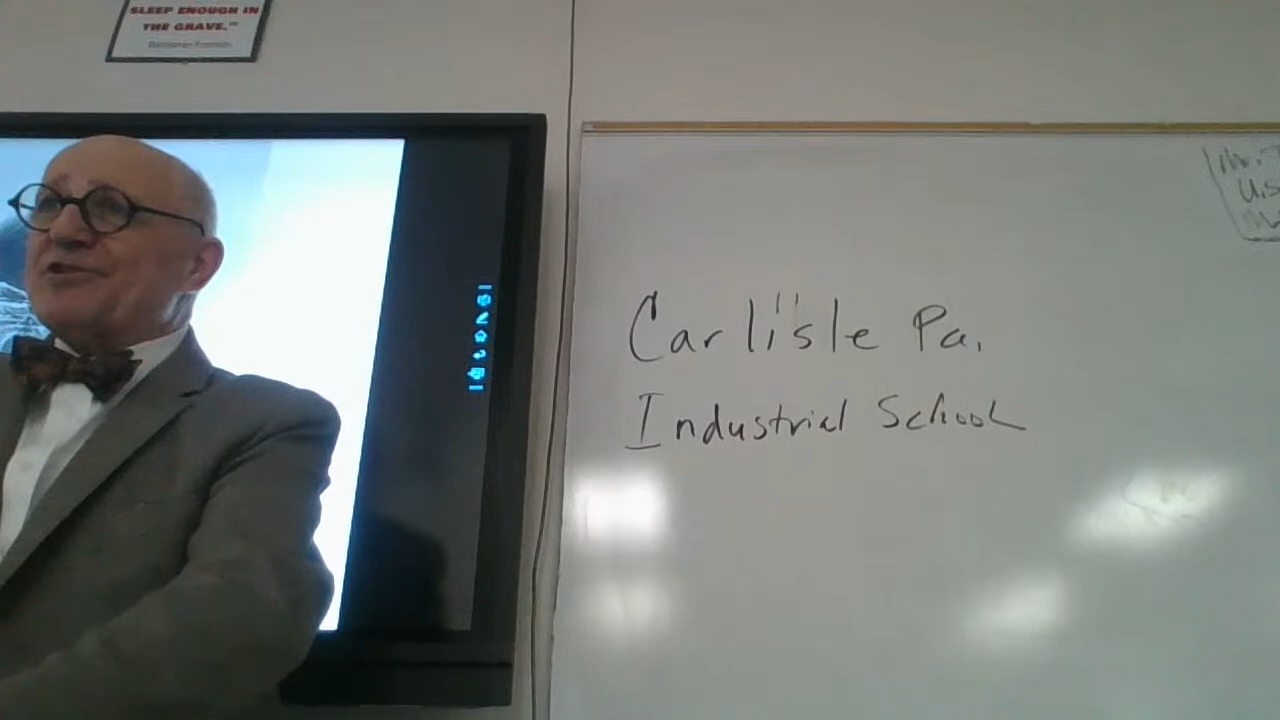 SLEEP ENOUGH IN
THE GRAVE."
Carlisle Pa.
Industrial School
U.S